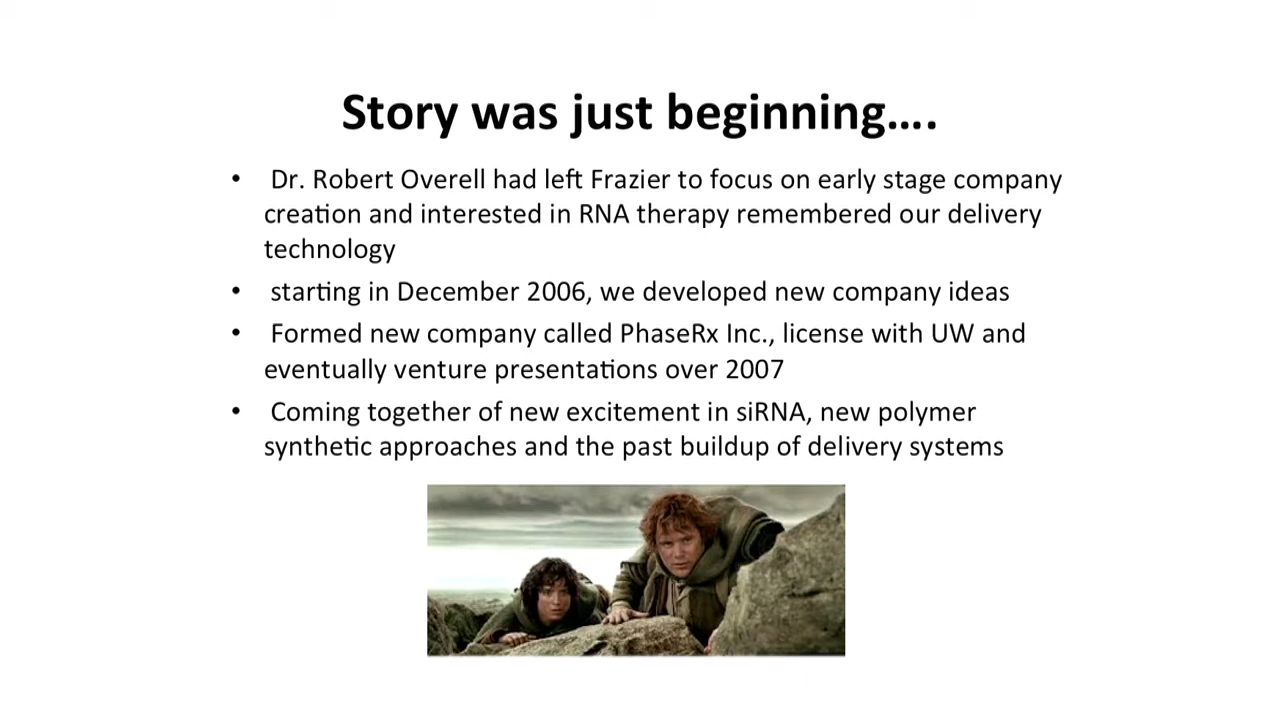 Story was just beginning....
• Dr. Robert Overell had left Frazier to focus on early stage company
creation and interested in RNA therapy remembered our delivery
technology
• starting in December 2006, we developed new company ideas
• Formed new company called PhaseRx Inc., license with UW and
eventually venture presentations over 2007
• Coming together of new excitement in siRNA, new polymer
synthetic approaches and the past buildup of delivery systems